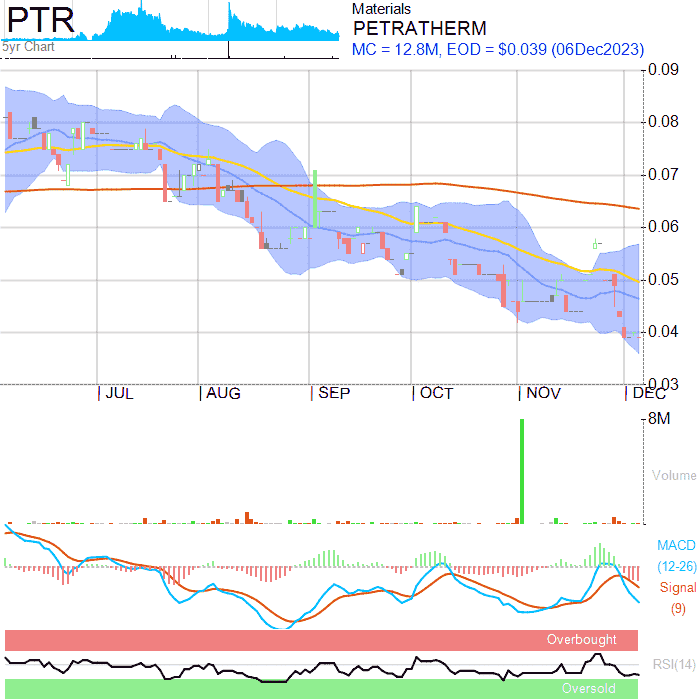 PTR
5yr Chart
Materials
PETRATHERM
MC = 12.8M, EOD = $0.039 (06Dec2023)
0.09
0.08
0.07
0.06
0.05
0.04
0.03
JUL
AUG
SEP
OCT
NOV
DEC
8M
Volume
MACD
(12-26)
Signal
(9)
Overbought
RSI(14)
Oversold